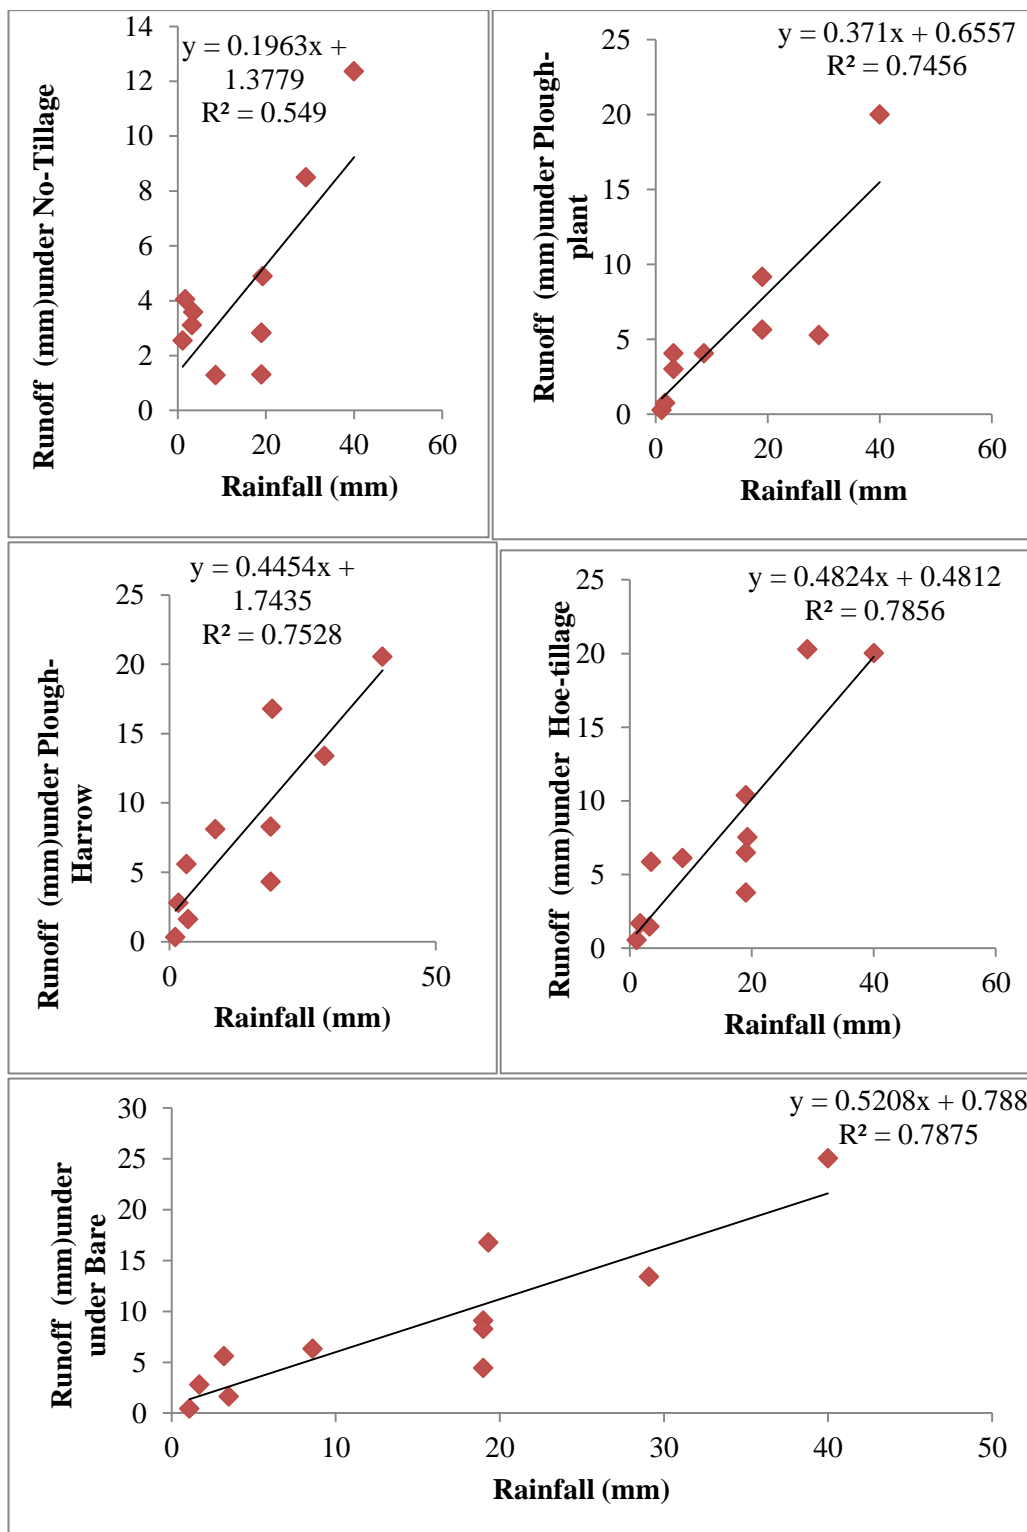 y = 0.1963x +
1.3779
R² = 0.549
Runoff (mm)under No-Tillage
14
12
10
8
6
4
2
0
0 20 40 60
Rainfall (mm)
y = 0.371x + 0.6557
R² = 0.7456
Runoff (mm)under Plough-
plant
25
20
15
10
5
0
0 20 40 60
Rainfall (mm
y = 0.4454x +
1.7435
R² = 0.7528
Runoff (mm)under Plough-
Harrow
25
20
15
10
5
0
0 50
Rainfall (mm)
y = 0.4824x + 0.4812
R² = 0.7856
Runoff (mm)under Hoe-tillage
25
20
15
10
5
0
0 20 40 60
Rainfall (mm)
y = 0.5208x + 0.788
R² = 0.7875
Runoff (mm)under
under Bare
30
25
20
15
10
5
0
0 10 20 30 40 50
Rainfall (mm)